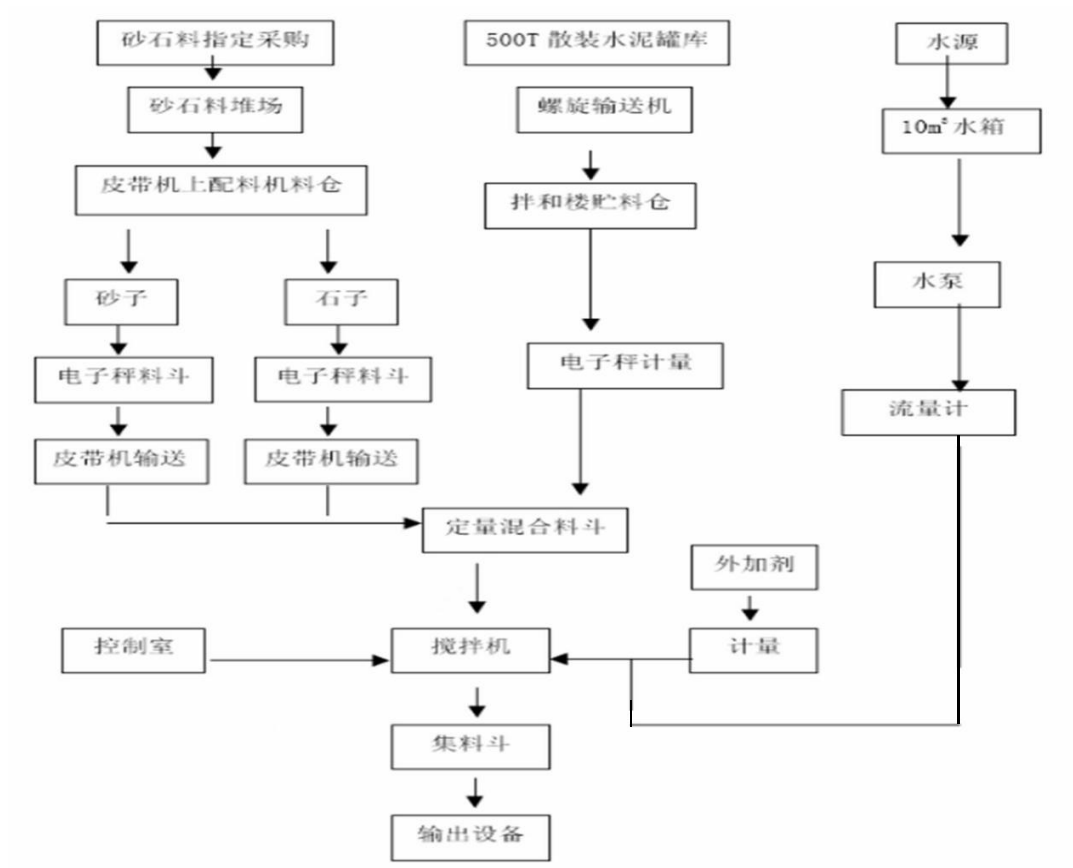 砂石料指定采购
500T 散装水泥罐库
水源
砂石料堆场
螺旋输送机
10m³水箱
皮带机上配料机料仓
拌和楼贮料仓
砂子
石子
水泵
电子秤料斗
电子秤料斗
电子秤计量
流量计
皮带机输送
皮带机输送
定量混合料斗
外加剂
控制室
搅拌机
计量
集料斗
输出设备